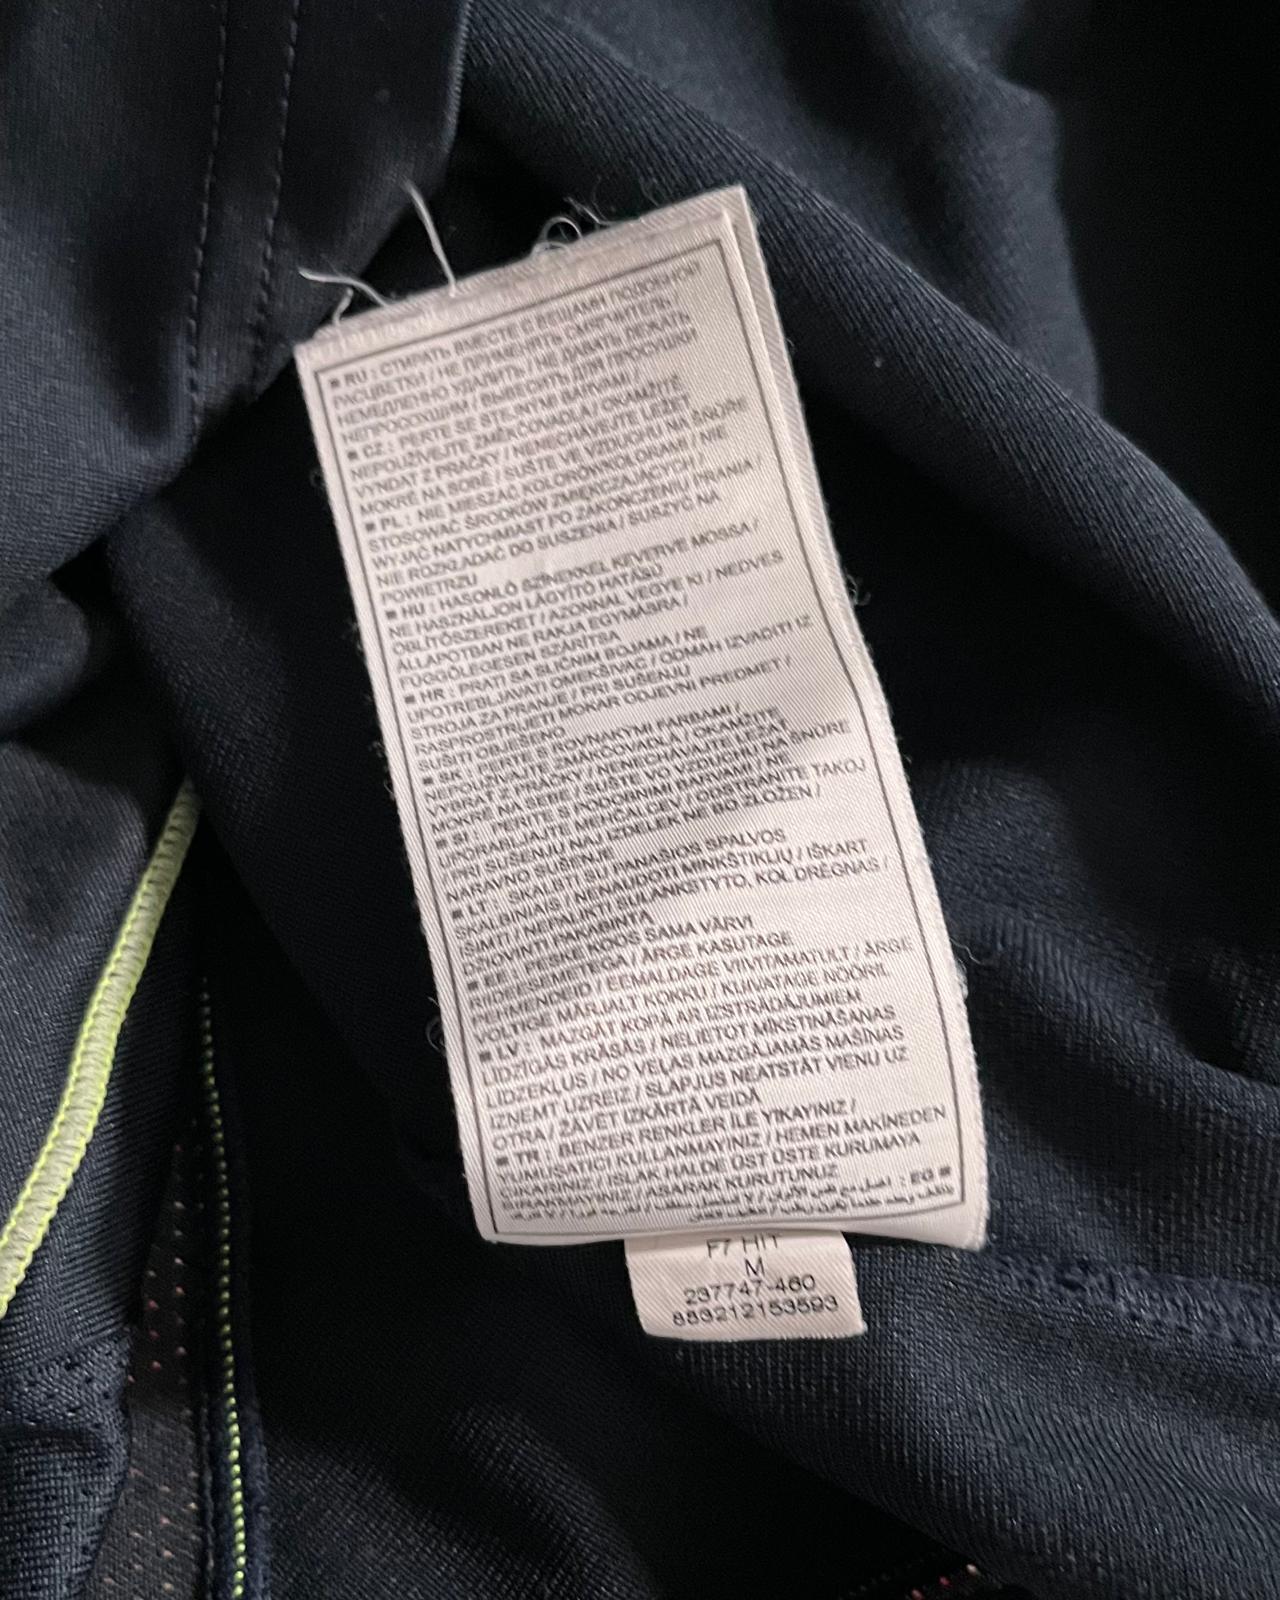 ■ RU : СТИРАТЬ ВМЕСТЕ С ВЕЩАМИ ПОДОБНОЙ
РАСЦВЕТКИ / НЕ ПРИМЕНЯТЬ СМЯГЧИТЕЛЬ /
НЕМЕДЛЕННО УДАЛИТЬ / НЕ ДАВАТЬ ЛЕЖАТЬ
НЕПРОСОХШИМ / ВЫВЕСИТЬ ДЛЯ ПРОСУШКИ
■ CZ : PERTE SE STEJNÝMI BARVAMI /
NEPOUŽÍVEJTE ZMĚKČOVADLA / OKAMŽITĚ
VYNDAT Z PRAČKY / NENECHÁVEJTE LEŽET
MOKRÉ NA SOBĚ / SUŠTE VE VZDUCHU NA ŠŇŮŘE
■ PL : NIE MIESZAĆ KOLORÓW/KOLORAMI / NIE
STOSOWAĆ ŚRODKÓW ZMIĘKCZAJĄCYCH /
WYJĄĆ NATYCHMIAST PO ZAKOŃCZENIU PRANIA /
NIE ROZKŁADAĆ DO SUSZENIA / SUSZYĆ NA
POWIETRZU
■ HU : HASONLÓ SZÍNEKKEL KEVERVE MOSSA /
NE HASZNÁLJON LÁGYÍTÓ HATÁSÚ
ÖBLÍTŐSZEREKET / AZONNAL VEGYE KI / NEDVES
ÁLLAPOTBAN NE RAKJA EGYMÁSRA /
FÜGGŐLEGESEN SZÁRÍTSA
■ HR : PRATI SA SLIČNIM BOJAMA / NE
UPOTREBLJAVATI OMEKŠIVAČ / ODMAH IZVADITI IZ
STROJA ZA PRANJE / PRI SUŠENJU
RASPROSTRIJETI MOKAR ODJEVNI PREDMET /
SUŠITI OBJEŠENO
■ SK : PERTE S ROVNAKÝMI FARBAMI /
NEPOUŽÍVAJTE ZMÄKČOVADLÁ / OKAMŽITE
VYBRAŤ Z PRÁČKY / NENECHÁVAJTE LEŽAŤ
MOKRÉ NA SEBE / SUŠTE VO VZDUCHU NA ŠNÚRE
■ SI : PERITE S PODOBNIMI BARVAMI / NE
UPORABLJAJTE MEHČALCEV / ODSTRANITE TAKOJ
/ PRI SUŠENJU NAJ IZDELEK NE BO ZLOŽEN /
NARAVNO SUŠENJE
■ LT : SKALBTI SU PANAŠIOS SPALVOS
SKALBINIAIS / NENAUDOTI MINKŠTIKLIŲ / IŠKART
IŠIMTI / NEPALIKTI SULANKSTYTO, KOL DRĖGNAS /
DŽIOVINTI PAKABINTA
■ EE : PESKE KOOS SAMA VÄRVI
RIIDEESEMETEGA / ÄRGE KASUTAGE
PEHMENDEID / EEMALDAGE VIIVITAMATULT / ÄRGE
VOLTIGE MÄRJALT KOKKU / KUIVATAGE NÖÖRIL
■ LV : MAZGĀT KOPĀ AR IZSTRĀDĀJUMIEM
LĪDZĪGĀS KRĀSĀS / NELIETOT MĪKSTINĀŠANAS
LĪDZEKĻUS / NO VEĻAS MAZGĀJAMĀS MAŠĪNAS
IZŅEMT UZREIZ / SLAPJUS NEATSTĀT VIENU UZ
OTRA / ŽĀVĒT IZKĀRTĀ VEIDĀ
■ TR : BENZER RENKLER İLE YIKAYINIZ /
YUMUŞATICI KULLANMAYINIZ / HEMEN MAKİNEDEN
ÇIKARINIZ / ISLAK HALDE ÜST ÜSTE KURUMAYA
BIRAKMAYINIZ / ASARAK KURUTUNUZ
■ EG :
F7 HIT
M
237747-460
883212153593